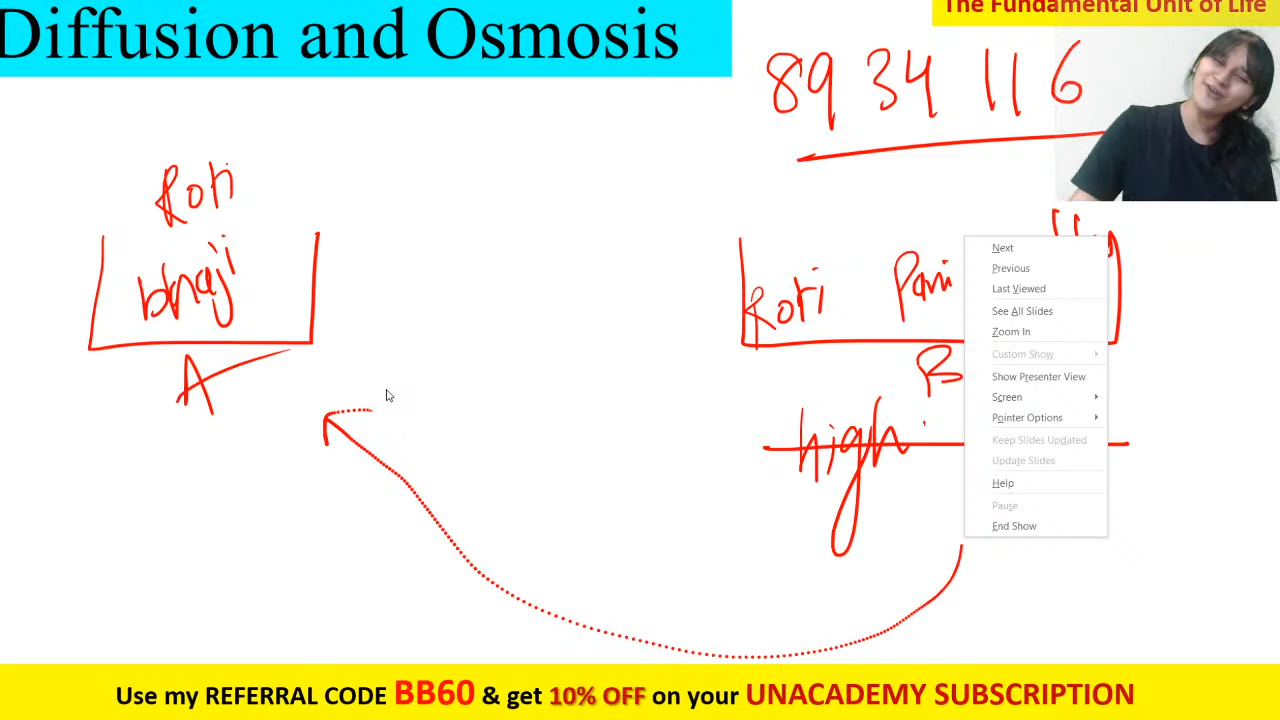 The Fundamental Unit of Life
Diffusion and Osmosis
89 34 11 6
Roti
bhaji
A
Roti Pani
B
high
Next
Previous
Last Viewed
See All Slides
Zoom In
Custom Show
Show Presenter View
Screen
Pointer Options
Keep Slides Updated
Update Slides
Help
Pause
End Show
Use my REFERRAL CODE BB60 & get 10% OFF on your UNACADEMY SUBSCRIPTION